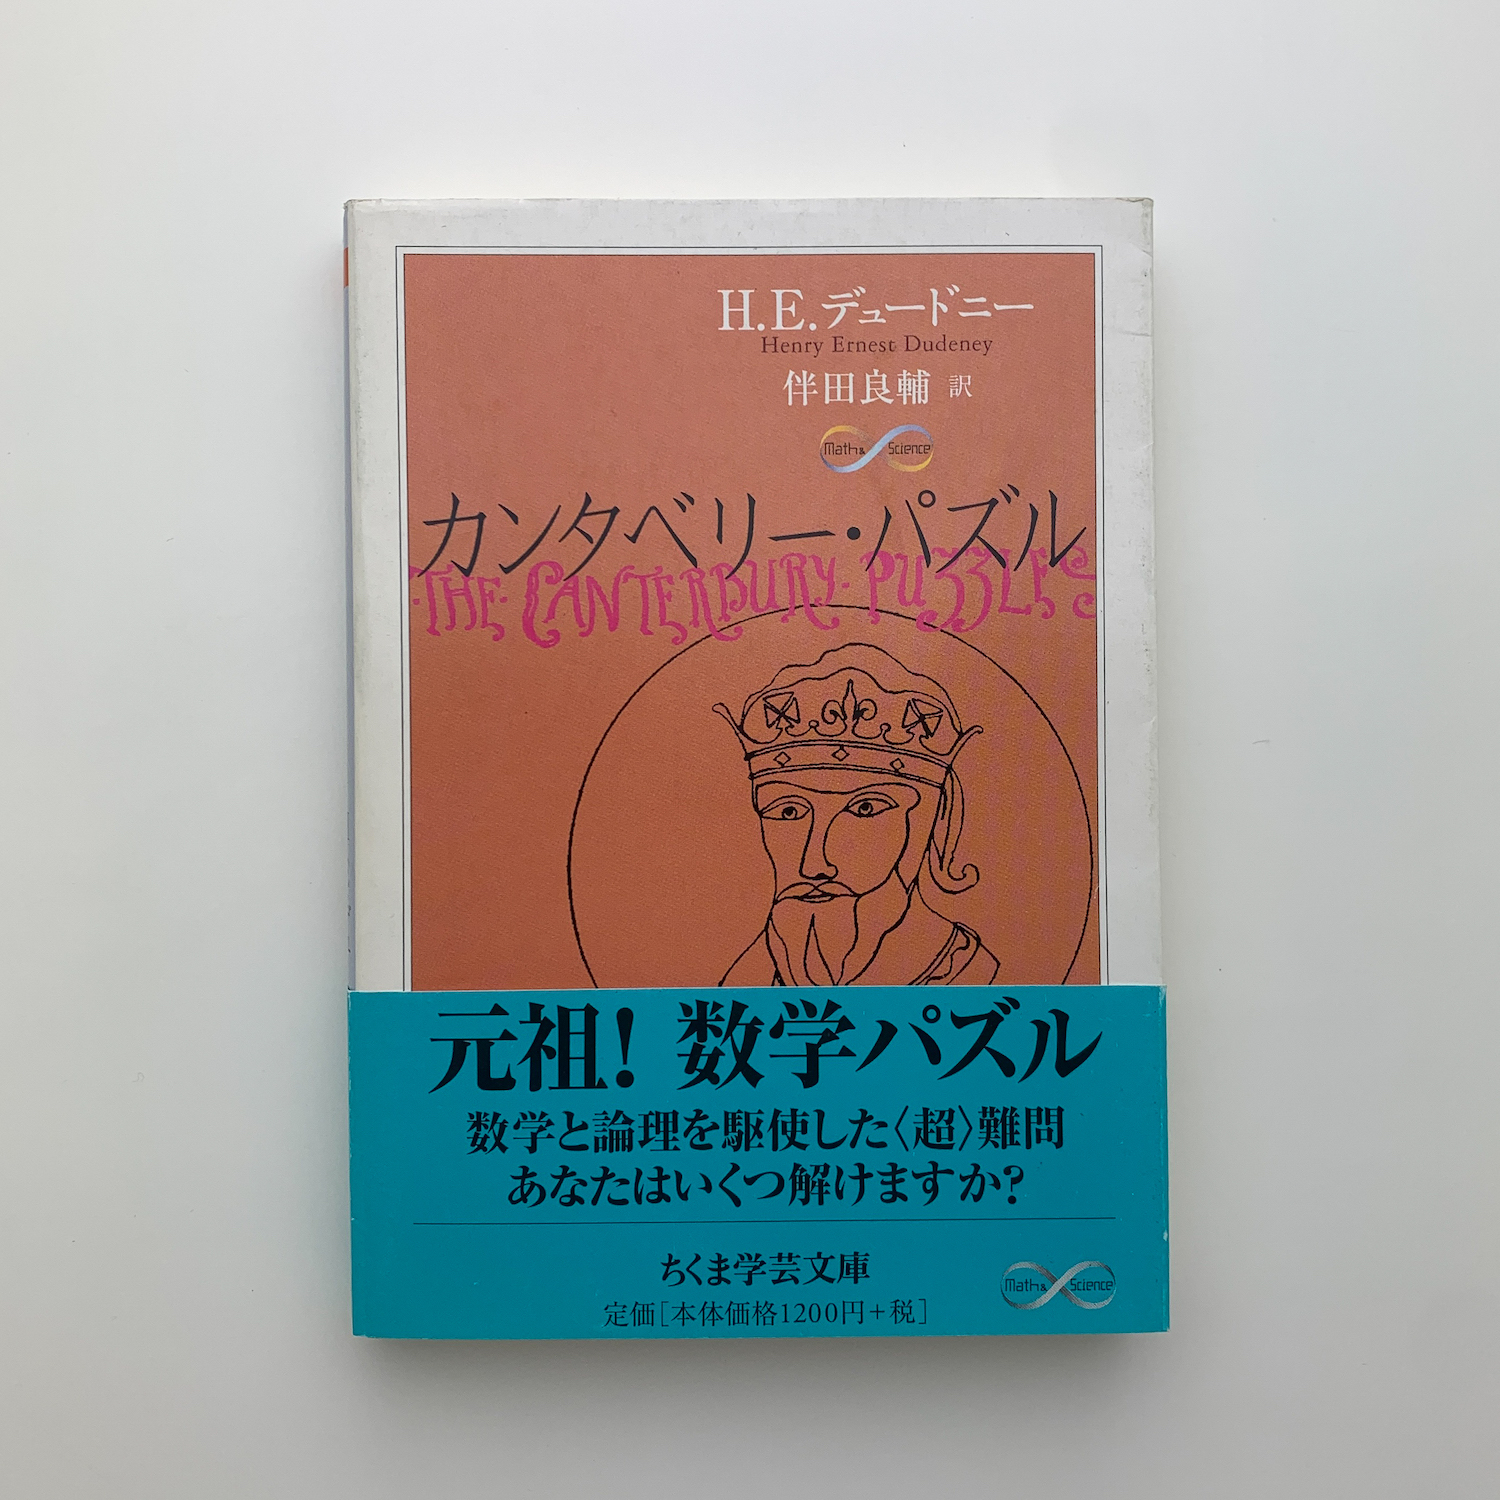 H.E.デュードニー
Henry Ernest Dudeney
伴田良輔 訳
Math& Science
カンタベリー・パズル
THE CANTERBURY PUZZLES
元祖! 数学パズル
数学と論理を駆使した〈超〉難問
あなたはいくつ解けますか?
ちくま学芸文庫
定価[本体価格1200円+税]
Math& Science